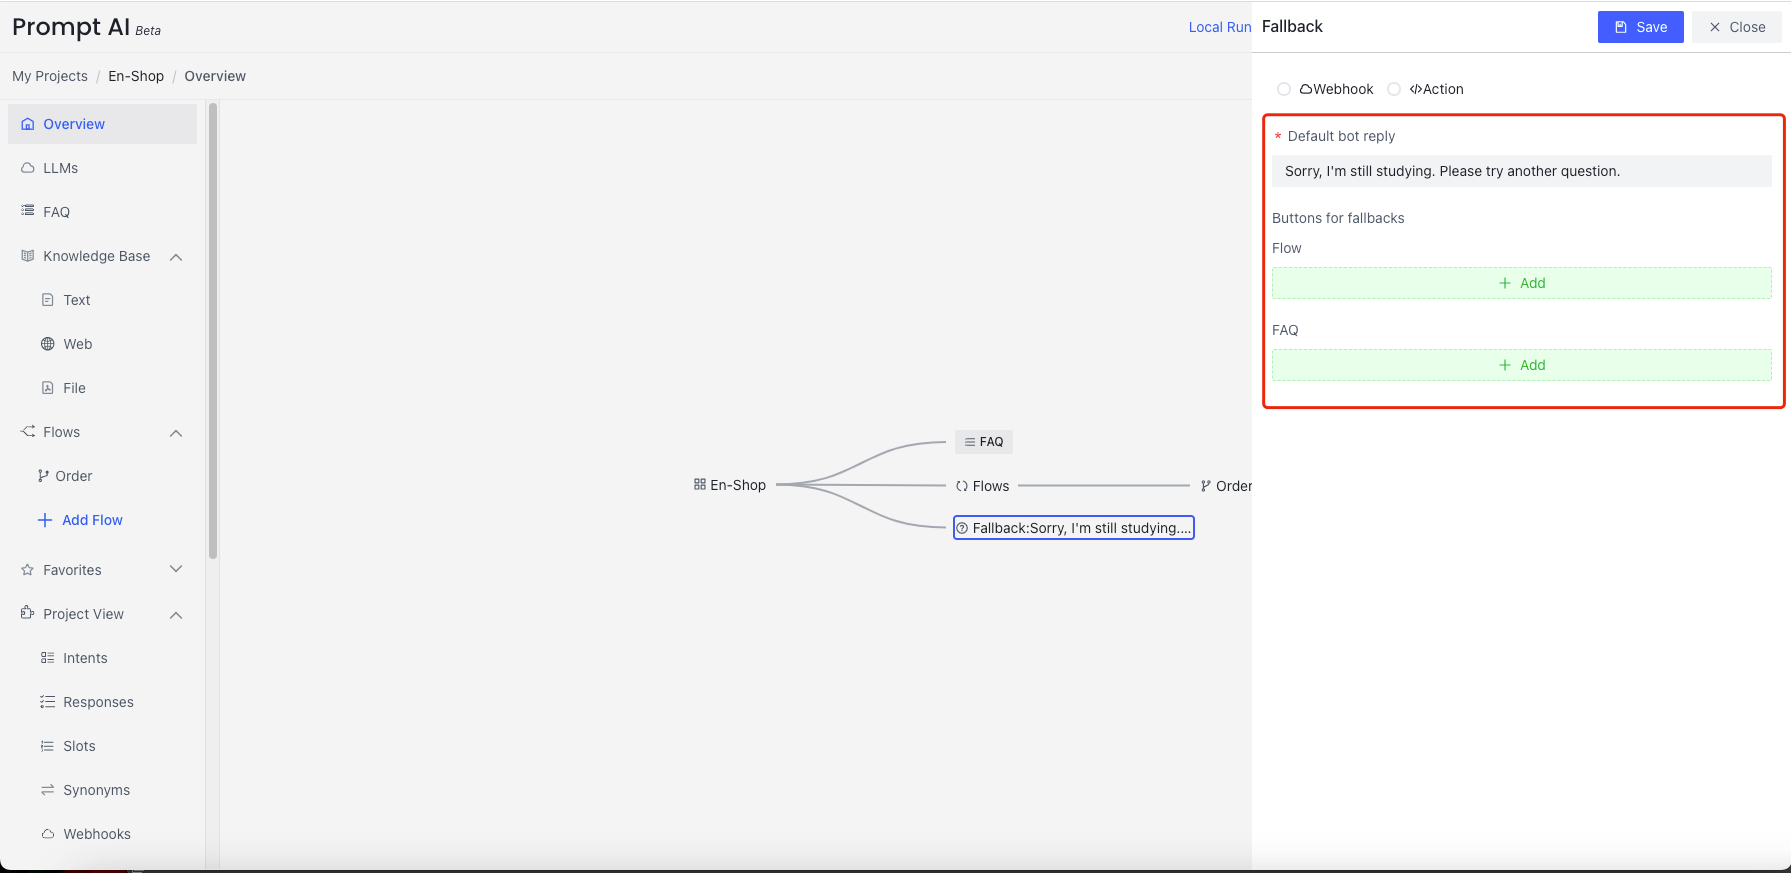 Prompt AI Beta
Local Run
Fallback
Save
Close
My Projects / En-Shop / Overview
Webhook
</>Action
Overview
LLMs
FAQ
Knowledge Base
Text
Web
File
Flows
Order
Add Flow
Favorites
Project View
Intents
Responses
Slots
Synonyms
Webhooks
En-Shop
FAQ
Flows
Order
Fallback:Sorry, I'm still studying....
* Default bot reply
Sorry, I'm still studying. Please try another question.
Buttons for fallbacks
Flow
+ Add
FAQ
+ Add